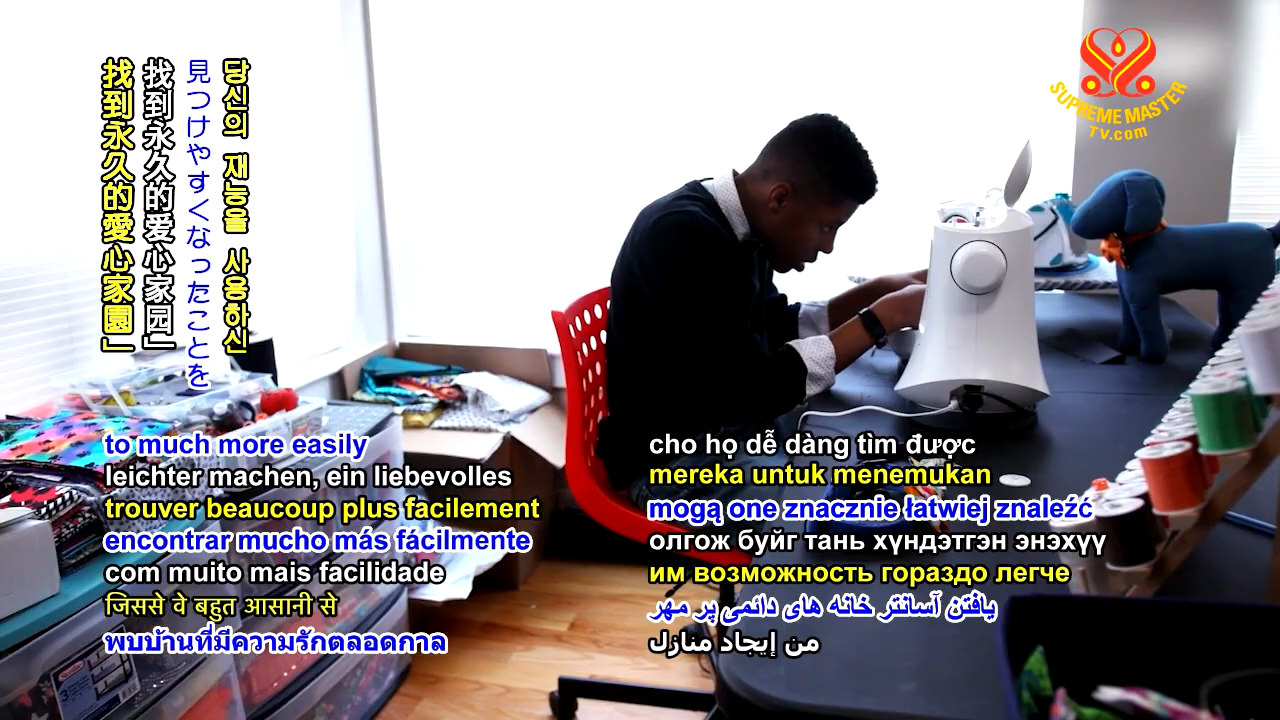 找到永久的愛心家園」
找到永久的爱心家园」
見つけやすくなったことを
당신의 재능을 사용하신
SUPREME MASTER
TV.com
to much more easily
leichter machen, ein liebevolles
trouver beaucoup plus facilement
encontrar mucho más fácilmente
com muito mais facilidade
जिससे वे बहुत आसानी से
พบบ้านที่มีความรักตลอดกาล
cho họ dễ dàng tìm được
mereka untuk menemukan
mogą one znacznie łatwiej znaleźć
олгож буйг тань хүндэтгэн энэхүү
им возможность гораздо легче
یافتن آسانتر خانه های دائمی پر مهر
من إيجاد منازل